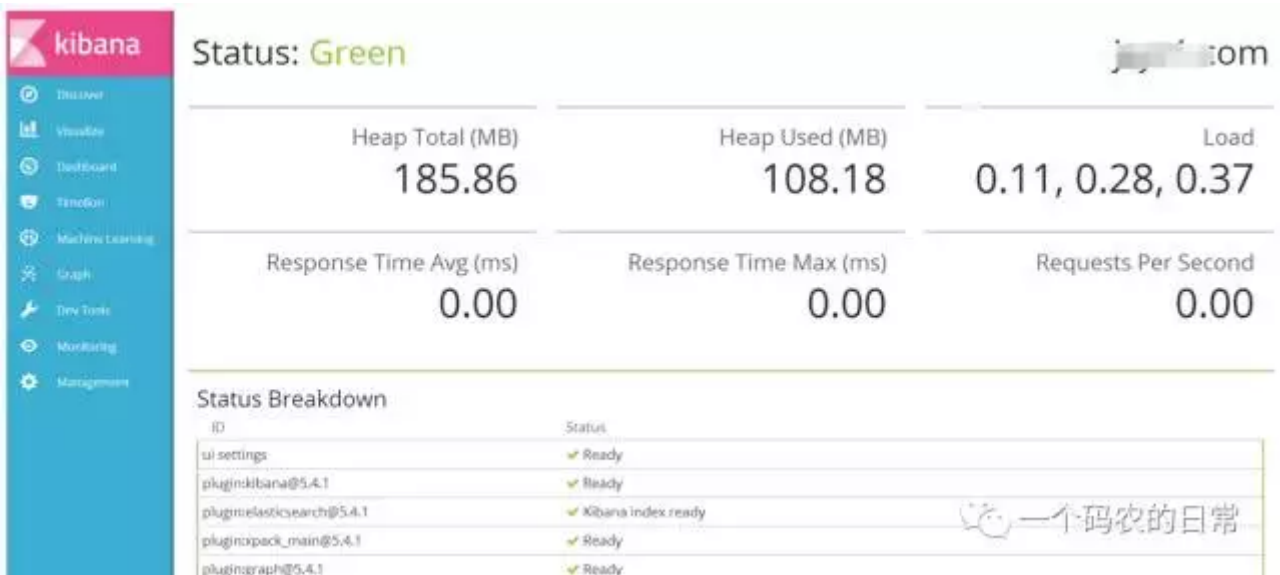 kibana
Status: Green
com
Discover
Visualize
Dashboard
Timelion
Machine Learning
Graph
Dev Tools
Monitoring
Management
Heap Total (MB)
185.86
Heap Used (MB)
108.18
Load
0.11, 0.28, 0.37
Response Time Avg (ms)
0.00
Response Time Max (ms)
0.00
Requests Per Second
0.00
Status Breakdown
ID Status
ui settings Ready
plugin:kibana@5.4.1 Ready
plugin:elasticsearch@5.4.1 Kibana index ready
plugin:xpack_main@5.4.1 Ready
plugin:graph@5.4.1 Ready
一个码农的日常